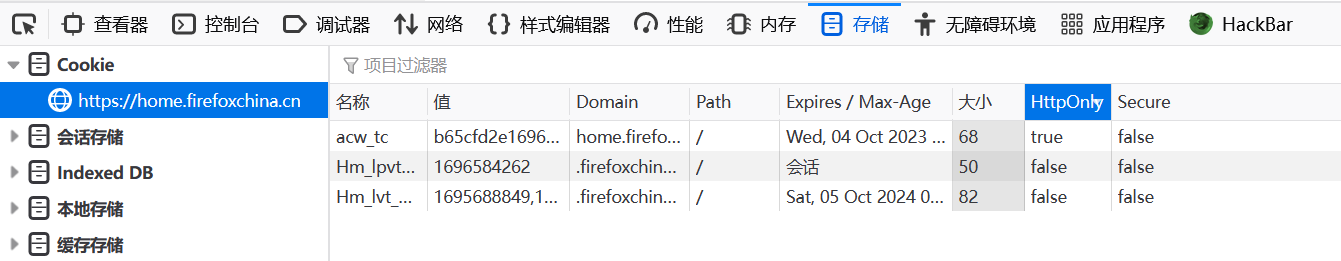 查看器 控制台 调试器 网络 样式编辑器 性能 内存 存储 无障碍环境 应用程序 HackBar
Cookie 项目过滤器
https://home.firefoxchina.cn 名称 值 Domain Path Expires / Max-Age 大小 HttpOnly Secure
会话存储 acw_tc b65cfd2e1696... home.firefo... / Wed, 04 Oct 2023 ... 68 true false
Indexed DB Hm_lpvt... 1696584262 .firefoxchin... / 会话 50 false false
本地存储 Hm_lvt_... 1695688849,1... .firefoxchin... / Sat, 05 Oct 2024 0... 82 false false
缓存存储